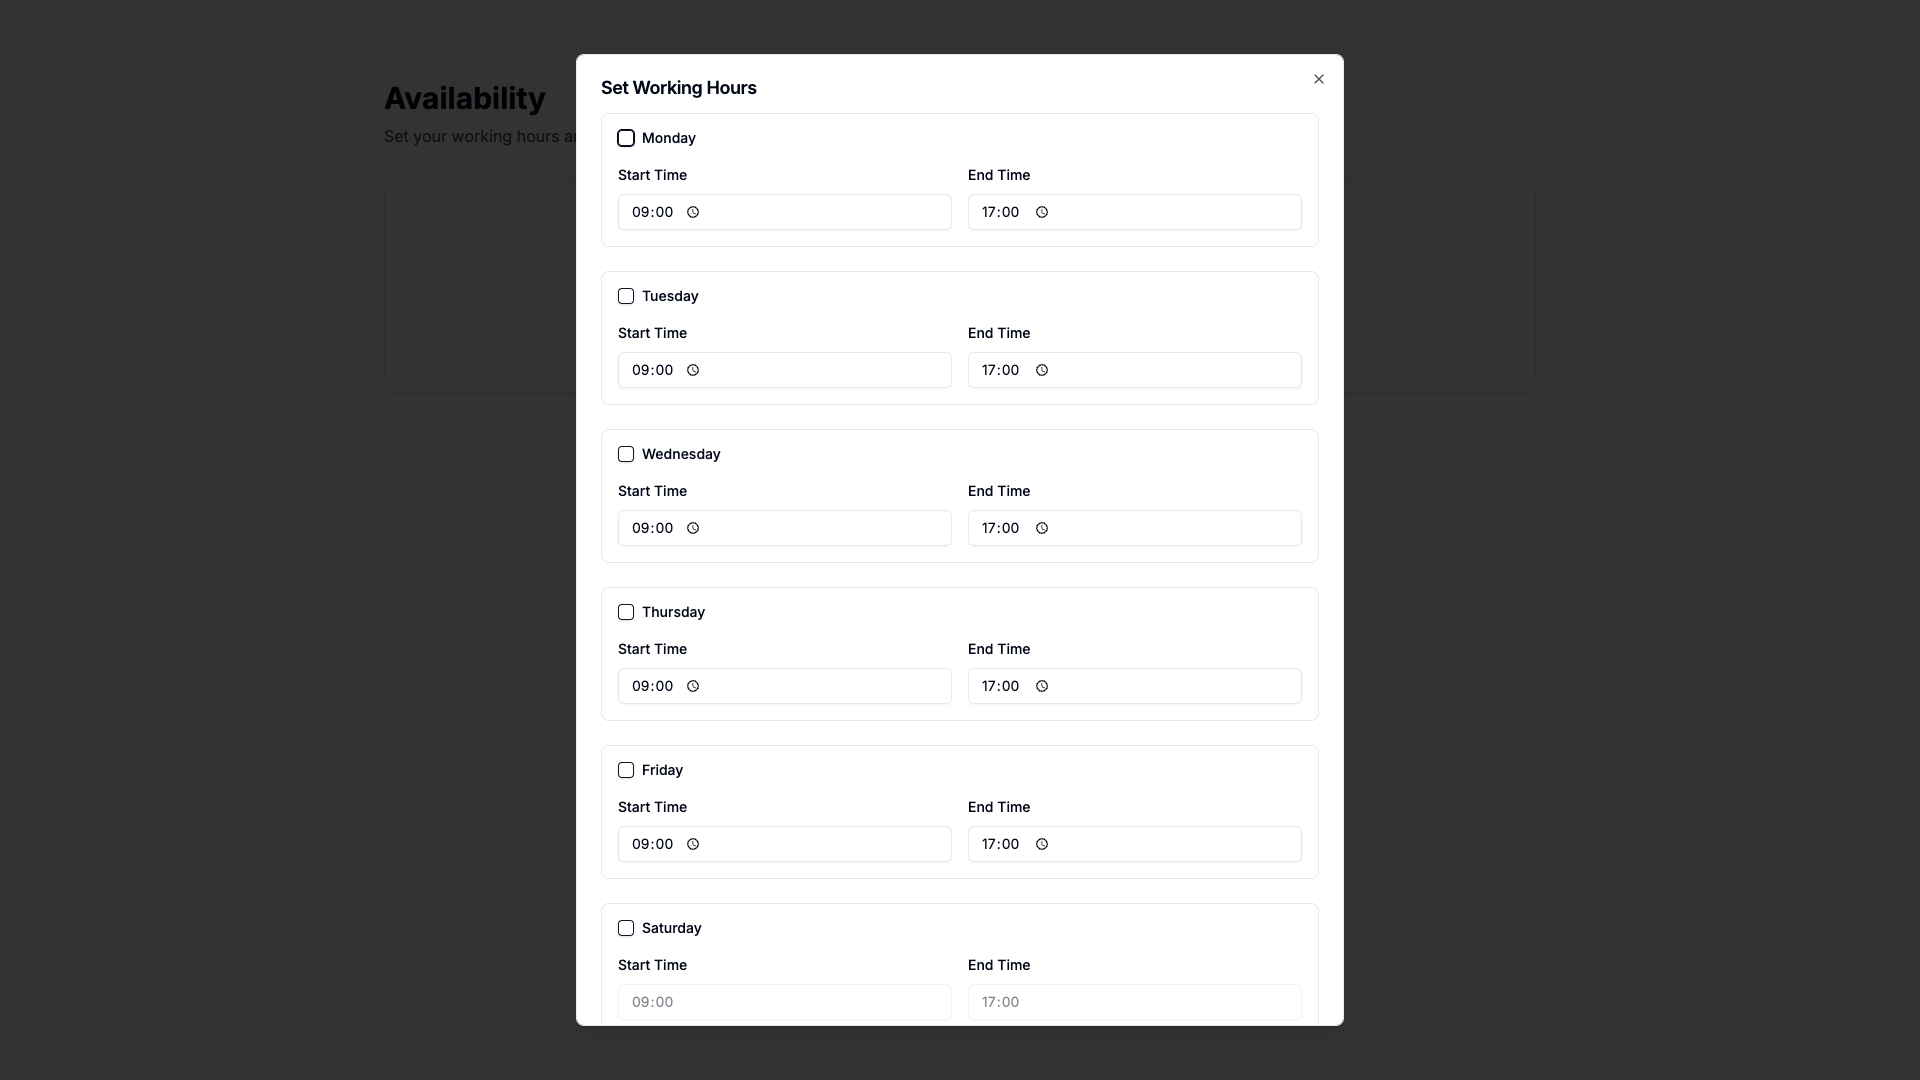 Availability
Set your working hours a
Set Working Hours
Monday
Start Time End Time
09:00 17:00
Tuesday
Start Time End Time
09:00 17:00
Wednesday
Start Time End Time
09:00 17:00
Thursday
Start Time End Time
09:00 17:00
Friday
Start Time End Time
09:00 17:00
Saturday
Start Time End Time
09:00 17:00